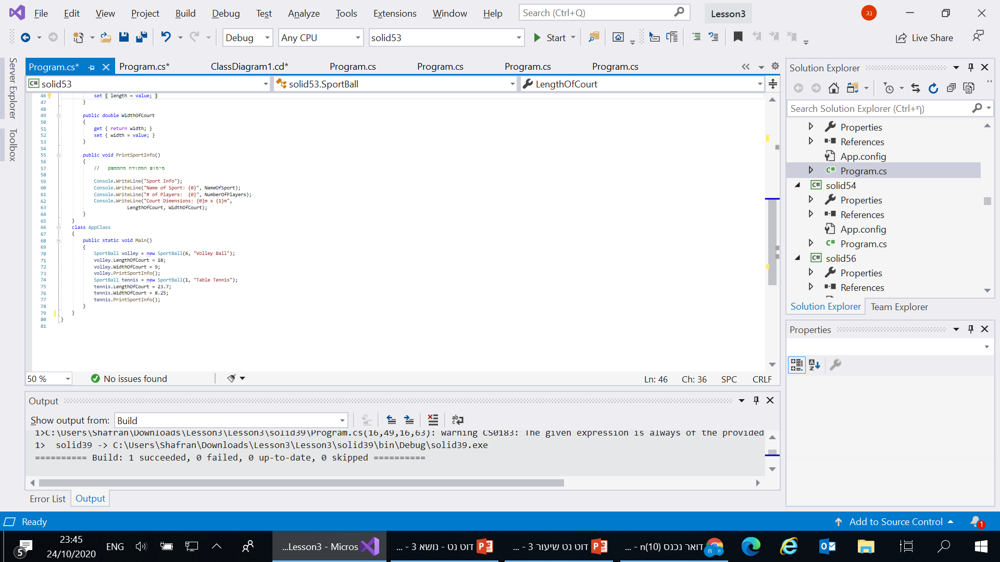 File Edit View Project Build Debug Test Analyze Tools Extensions Window Help Search (Ctrl+Q) Lesson3 נג
Debug Any CPU solid53 Start Live Share
Server Explorer
Toolbox
Program.cs* Program.cs* ClassDiagram1.cd* Program.cs Program.cs Program.cs Program.cs
C# solid53 solid53.SportBall LengthOfCourt
46 set { length = value; }
47 }
48
49 public double WidthOfCourt
50 {
51 get { return width; }
52 set { width = value; }
53 }
54
55 public void PrintSportInfo()
56 {
57 // מימוש המתודה מהממשק
58
59 Console.WriteLine("Sport Info");
60 Console.WriteLine("Name of Sport: {0}", NameOfSport);
61 Console.WriteLine("# of Players: {0}", NumberOfPlayers);
62 Console.WriteLine("Court Dimensions: {0}m x {1}m",
63 LengthOfCourt, WidthOfCourt);
64 }
65 }
66 class AppClass
67 {
68 public static void Main()
69 {
70 SportBall volley = new SportBall(6, "Volley Ball");
71 volley.LengthOfCourt = 18;
72 volley.WidthOfCourt = 9;
73 volley.PrintSportInfo();
74 SportBall tennis = new SportBall(1, "Table Tennis");
75 tennis.LengthOfCourt = 23.7;
76 tennis.WidthOfCourt = 8.25;
77 tennis.PrintSportInfo();
78 }
79 }
80 }
81
50 % No issues found Ln: 46 Ch: 36 SPC CRLF
Output
Show output from: Build
1>C:\Users\Shafran\Downloads\Lesson3\Lesson3\solid39\Program.cs(16,49,16,63): warning CS0183: The given expression is always of the provided
1> solid39 -> C:\Users\Shafran\Downloads\Lesson3\Lesson3\solid39\bin\Debug\solid39.exe
========== Build: 1 succeeded, 0 failed, 0 up-to-date, 0 skipped ==========
Error List Output
Solution Explorer
Search Solution Explorer (Ctrl+ף)
Properties
References
App.config
C# Program.cs
C# solid54
Properties
References
App.config
C# Program.cs
C# solid56
Properties
References
Solution Explorer Team Explorer
Properties
Ready Add to Source Control 1
5 23:45 24/10/2020 ENG ...Lesson3 - Micros דוט נט - נושא 3 - ... דוט נט שיעור 3 - ... דואר נכנס (10) n - ...